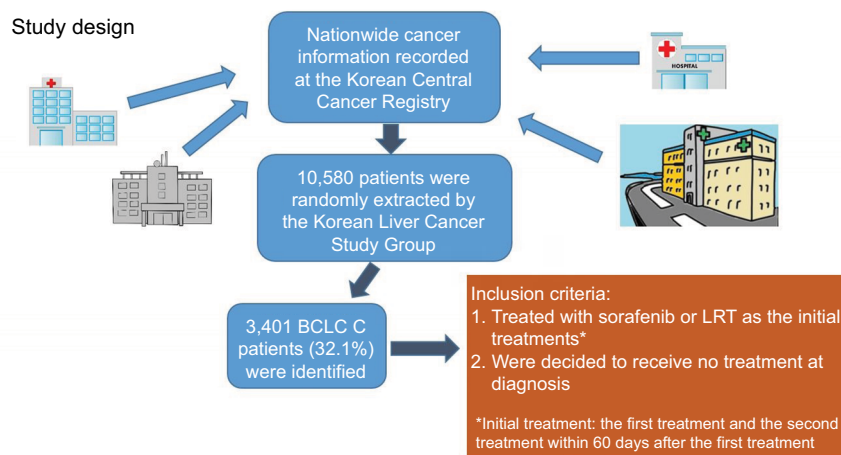 Study design
Nationwide cancer
information recorded
at the Korean Central
Cancer Registry
HOSPITAL
10,580 patients were
randomly extracted by
the Korean Liver Cancer
Study Group
3,401 BCLC C
patients (32.1%)
were identified
Inclusion criteria:
1. Treated with sorafenib or LRT as the initial
treatments*
2. Were decided to receive no treatment at
diagnosis
*Initial treatment: the first treatment and the second
treatment within 60 days after the first treatment